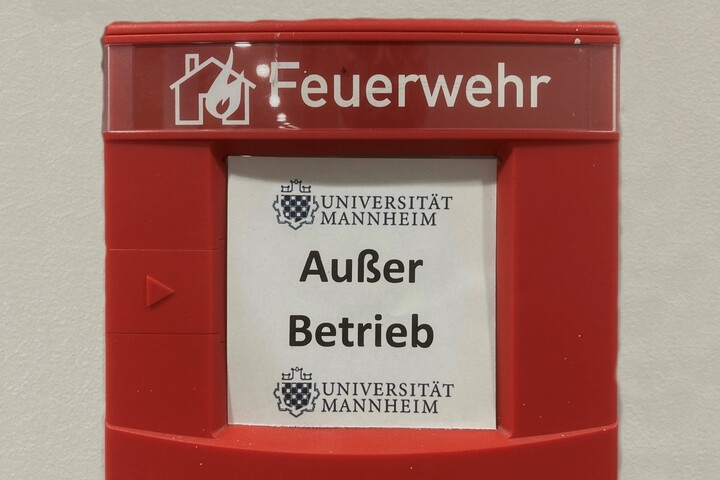 Feuerwehr
UNIVERSITÄT
MANNHEIM
Außer
Betrieb
UNIVERSITÄT
MANNHEIM